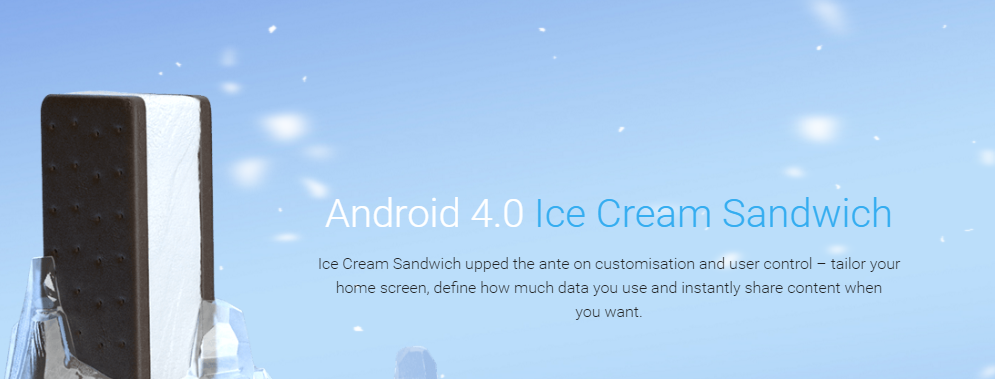 Android 4.0 Ice Cream Sandwich
Ice Cream Sandwich upped the ante on customisation and user control – tailor your
home screen, define how much data you use and instantly share content when
you want.